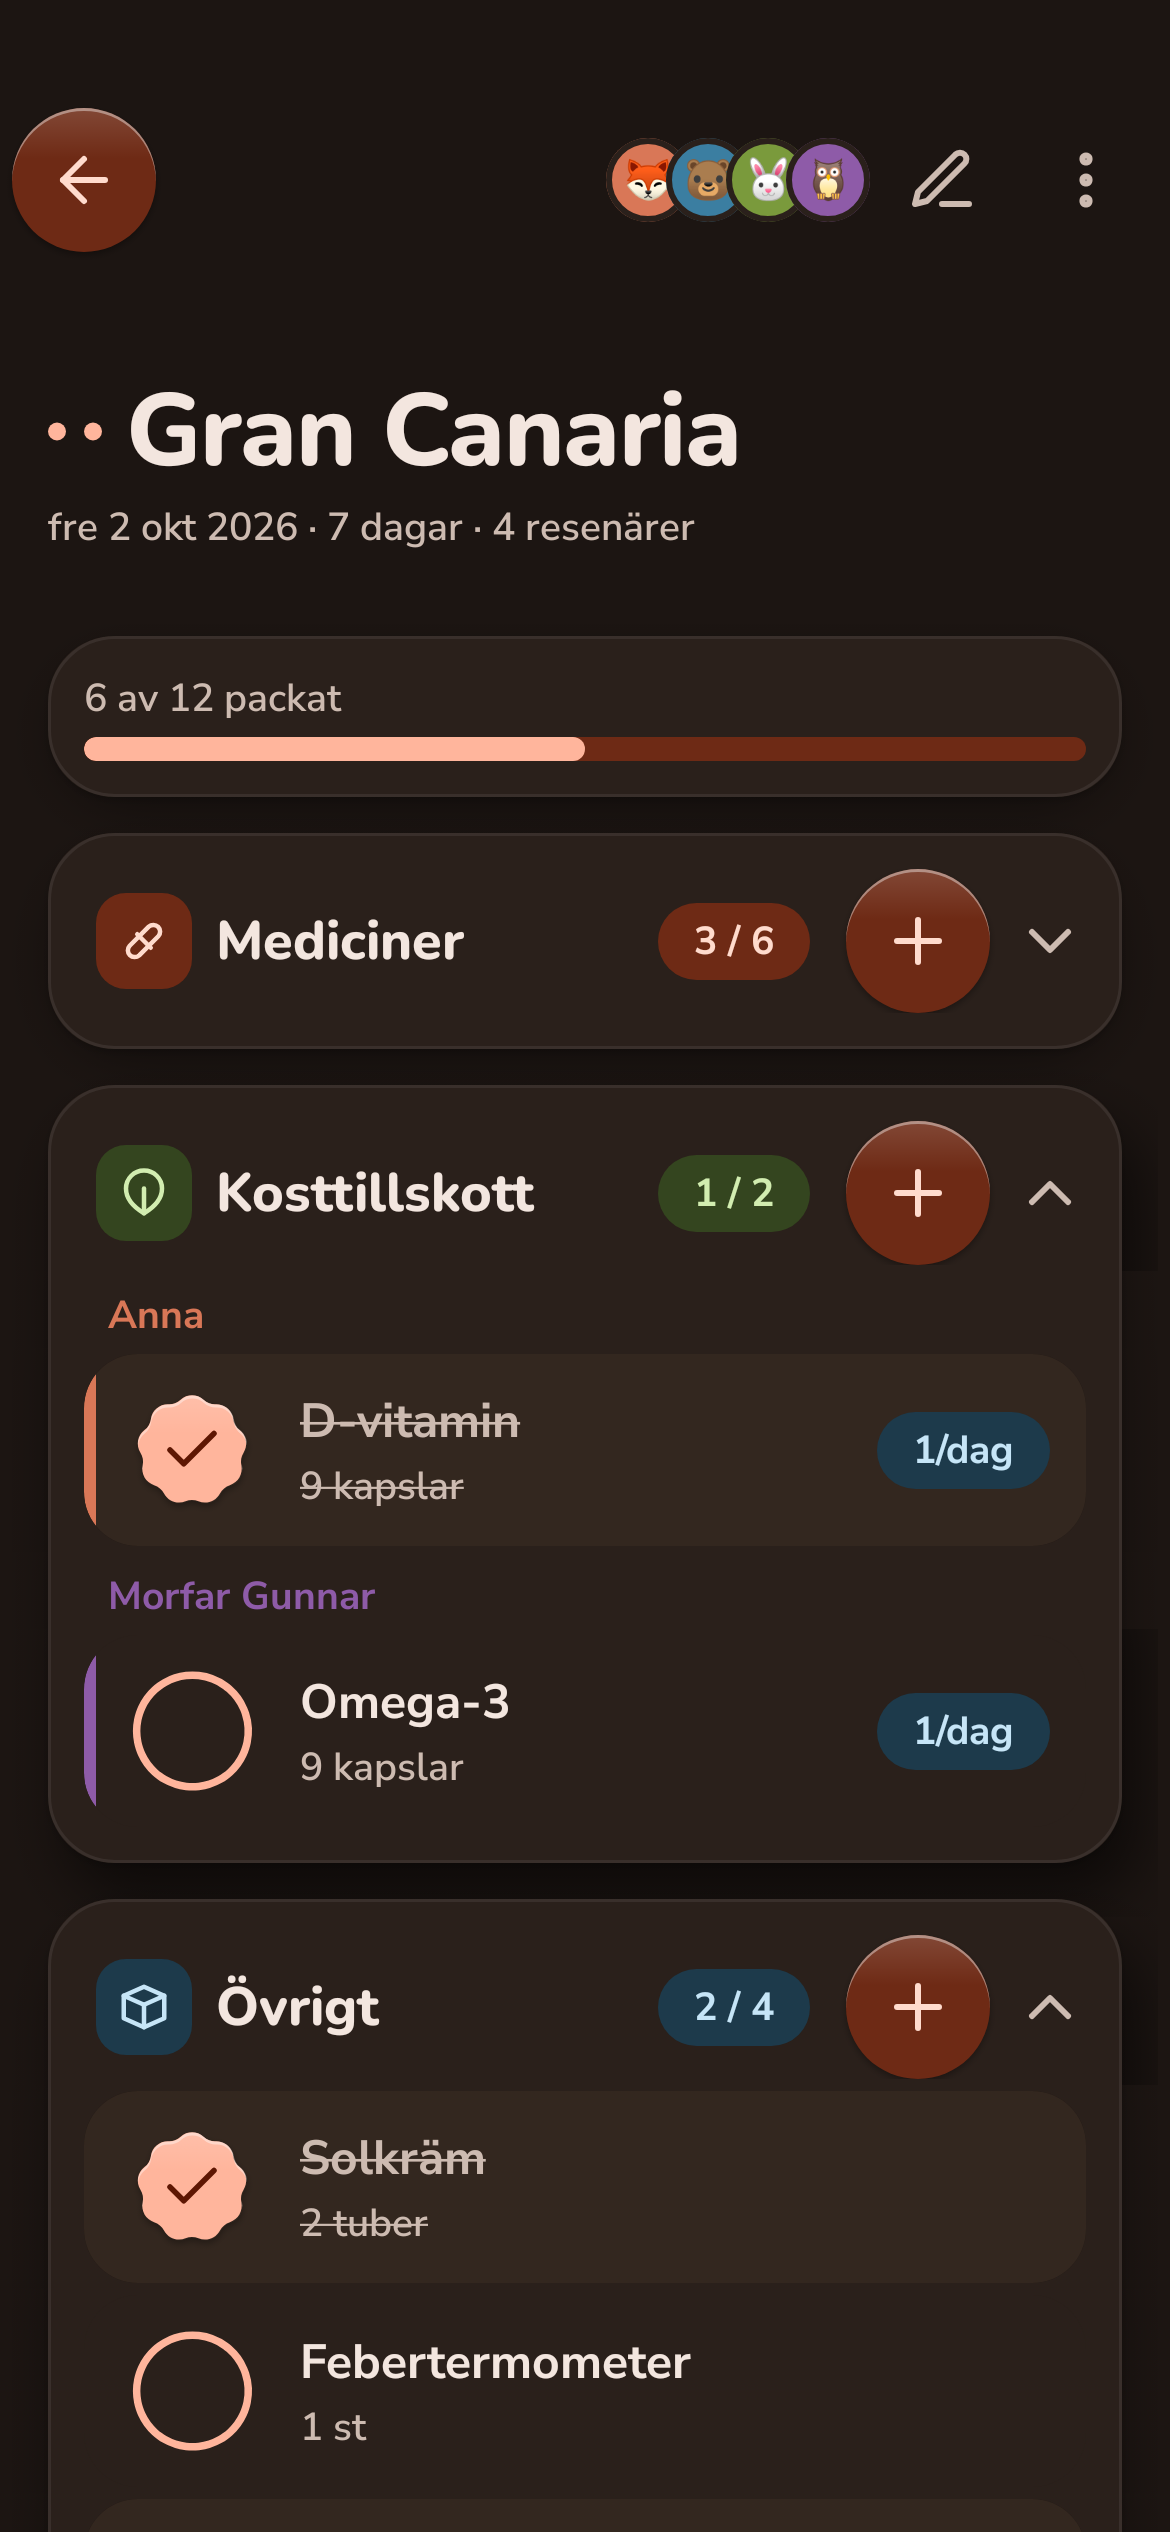 Gran Canaria
fre 2 okt 2026 · 7 dagar · 4 resenärer
6 av 12 packat
Mediciner
3 / 6
Kosttillskott
1 / 2
Anna
D-vitamin
9 kapslar
1/dag
Morfar Gunnar
Omega-3
9 kapslar
1/dag
Övrigt
2 / 4
Solkräm
2 tuber
Febertermometer
1 st